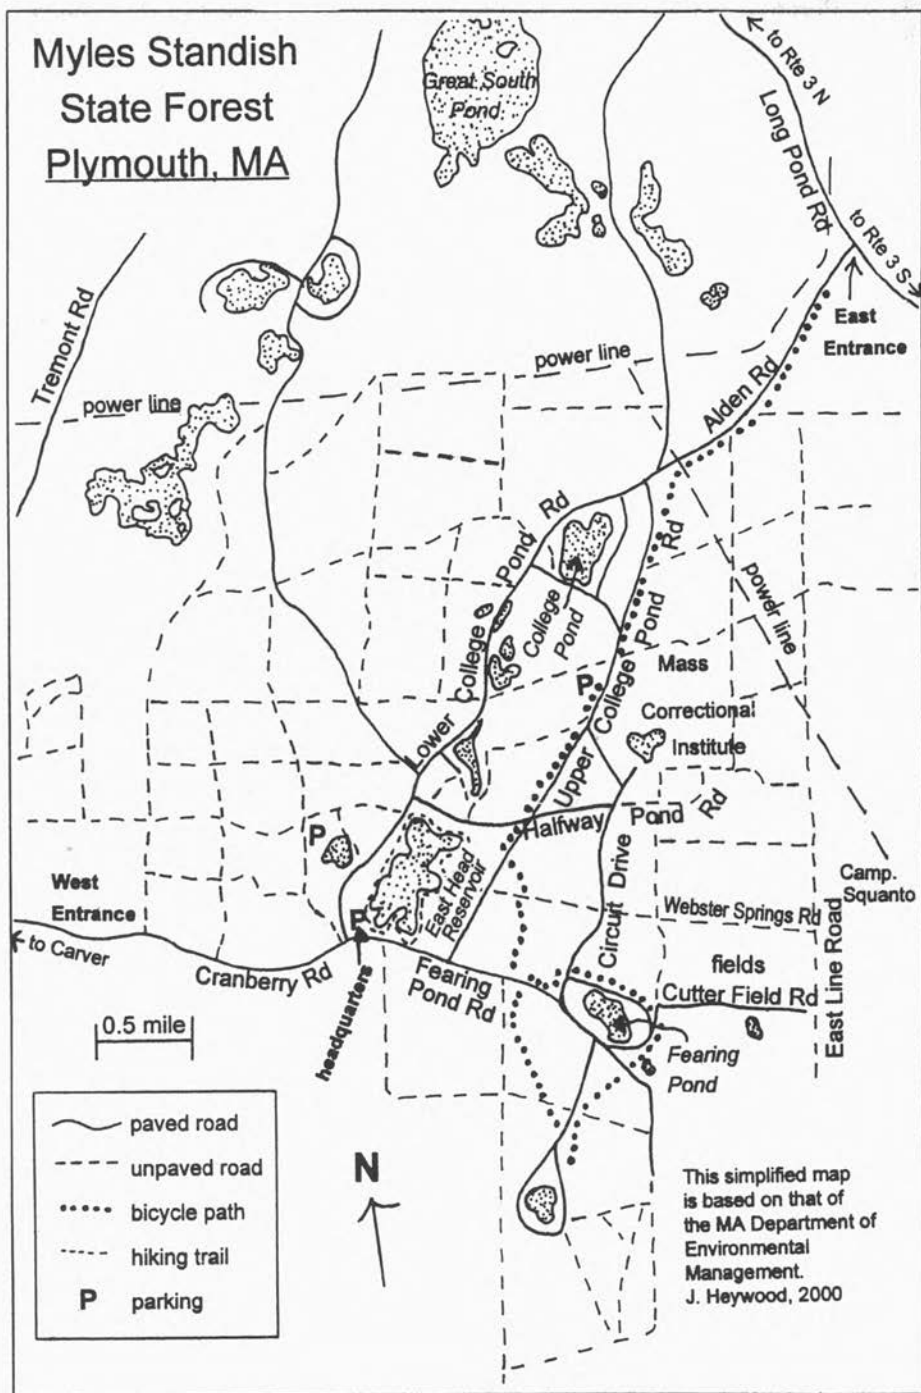 Myles Standish
State Forest
Plymouth, MA
Great South
Pond
to Rte 3 N
Long Pond Rd
to Rte 3 S
East
Entrance
Tremont Rd
power line
power line
Alden Rd
Lower College Pond Rd
College
Pond
Upper College Pond Rd
power line
P
Mass
Correctional
Institute
Halfway Pond Rd
P
East Head
Reservoir
Circuit Drive
West
Entrance
to Carver
Cranberry Rd
P
headquarters
Fearing
Pond Rd
Webster Springs Rd
Camp.
Squanto
fields
Cutter Field Rd
East Line Road
Fearing
Pond
0.5 mile
paved road
unpaved road
bicycle path
hiking trail
P parking
N
This simplified map
is based on that of
the MA Department of
Environmental
Management.
J. Heywood, 2000